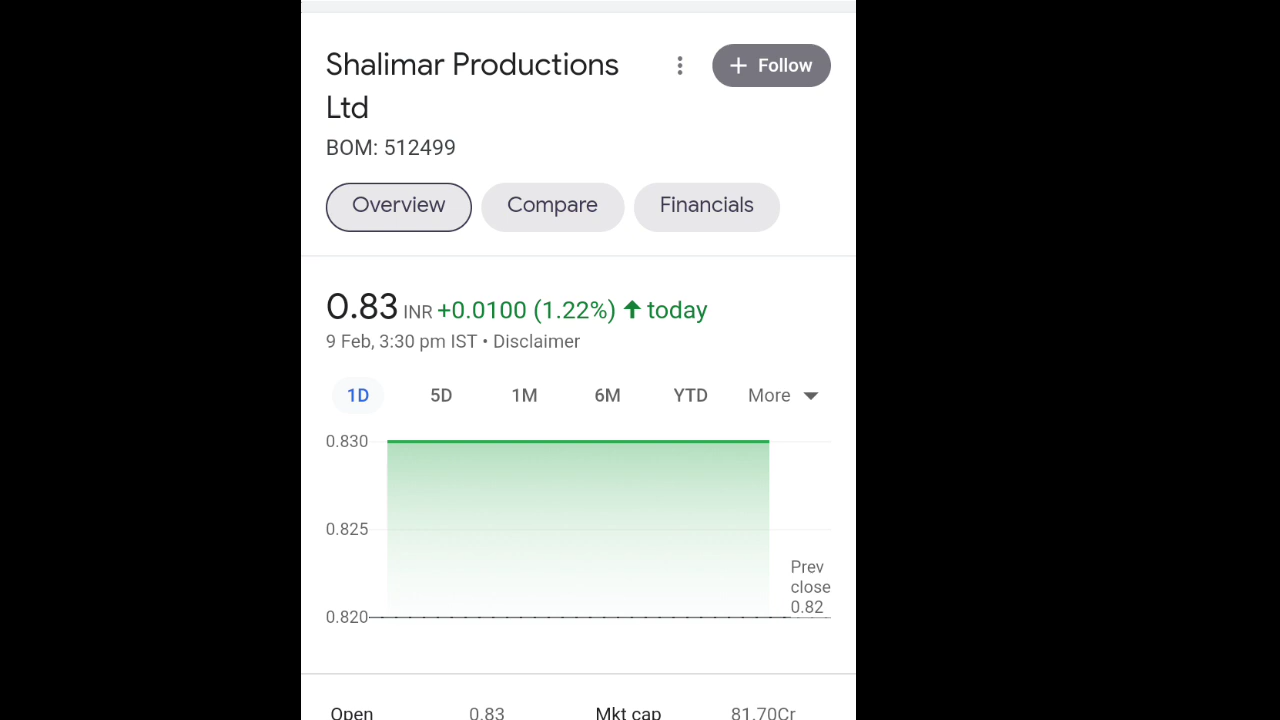 Shalimar Productions
Ltd
+ Follow
BOM: 512499
Overview Compare Financials
0.83 INR +0.0100 (1.22%) ↑ today
9 Feb, 3:30 pm IST • Disclaimer
1D 5D 1M 6M YTD More
0.830
0.825
Prev
close
0.82
0.820
Open 0.83 Mkt cap 81.70Cr